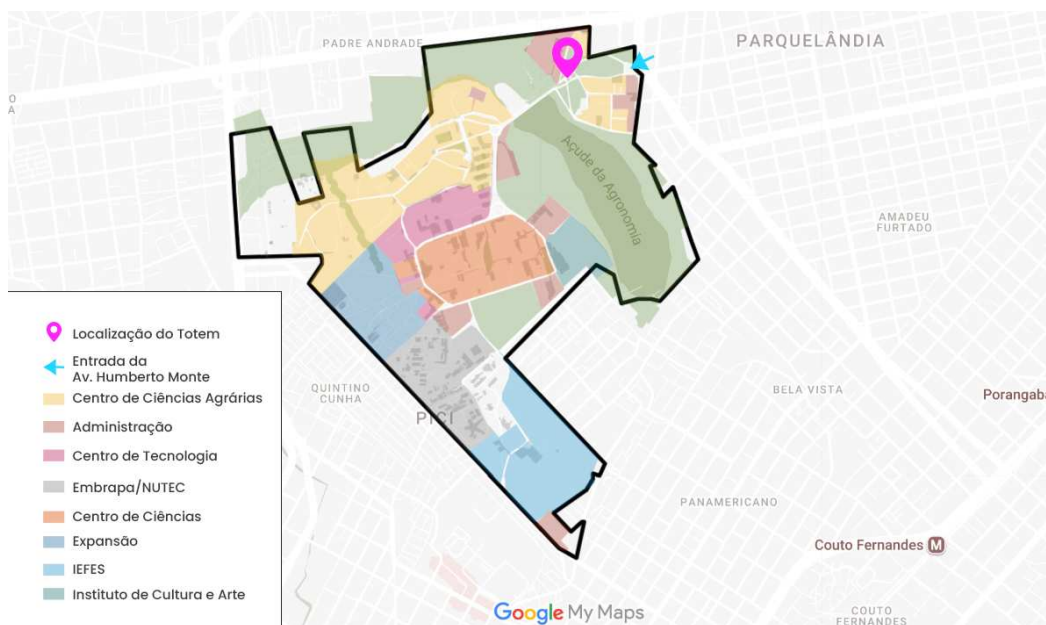 PADRE ANDRADE
PARQUELÂNDIA
Açude da Agronomia
AMADEU
FURTADO
Localização do Totem
Entrada da
Av. Humberto Monte
Centro de Ciências Agrárias
Administração
Centro de Tecnologia
Embrapa/NUTEC
Centro de Ciências
Expansão
IEFES
Instituto de Cultura e Arte
QUINTINO
CUNHA
PICI
BELA VISTA
Porangab
PANAMERICANO
Couto Fernandes M
COUTO
FERNANDES
Google My Maps